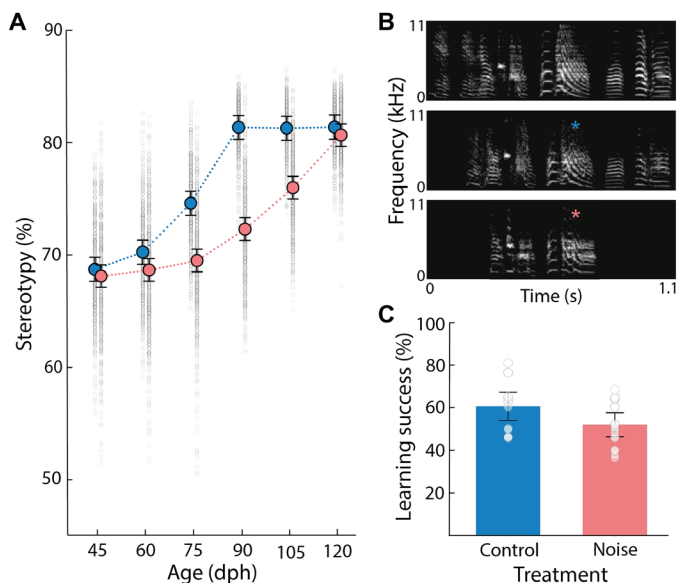 A
90
80
70
60
50
Stereotypy (%)
45 60 75 90 105 120
Age (dph)
B
11
0
11
*
0
11
*
0
Frequency (kHz)
0 1.1
Time (s)
C
100
80
60
40
20
Learning success (%)
Control Noise
Treatment